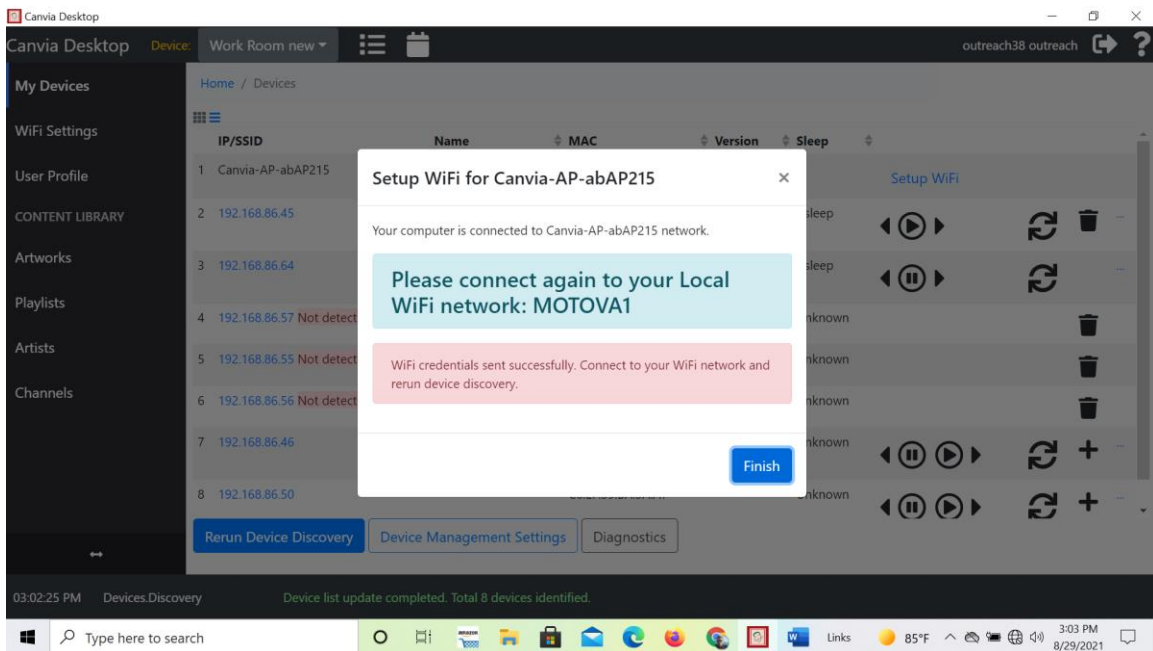 Canvia Desktop
Canvia Desktop Device: Work Room new outreach38 outreach ?
My Devices
Home / Devices
WiFi Settings
User Profile
CONTENT LIBRARY
Artworks
Playlists
Artists
Channels
IP/SSID Name MAC Version Sleep
1 Canvia-AP-abAP215 Setup WiFi
2 192.168.86.45
3 192.168.86.64
4 192.168.86.57 Not detect
5 192.168.86.55 Not detect
6 192.168.86.56 Not detect
7 192.168.86.46
8 192.168.86.50 Unknown
Setup WiFi for Canvia-AP-abAP215 ×
Your computer is connected to Canvia-AP-abAP215 network.
Please connect again to your Local
WiFi network: MOTOVA1
WiFi credentials sent successfully. Connect to your WiFi network and
rerun device discovery.
Finish
Rerun Device Discovery Device Management Settings Diagnostics
03:02:25 PM Devices.Discovery Device list update completed. Total 8 devices identified.
Type here to search Links 85°F 3:03 PM
8/29/2021